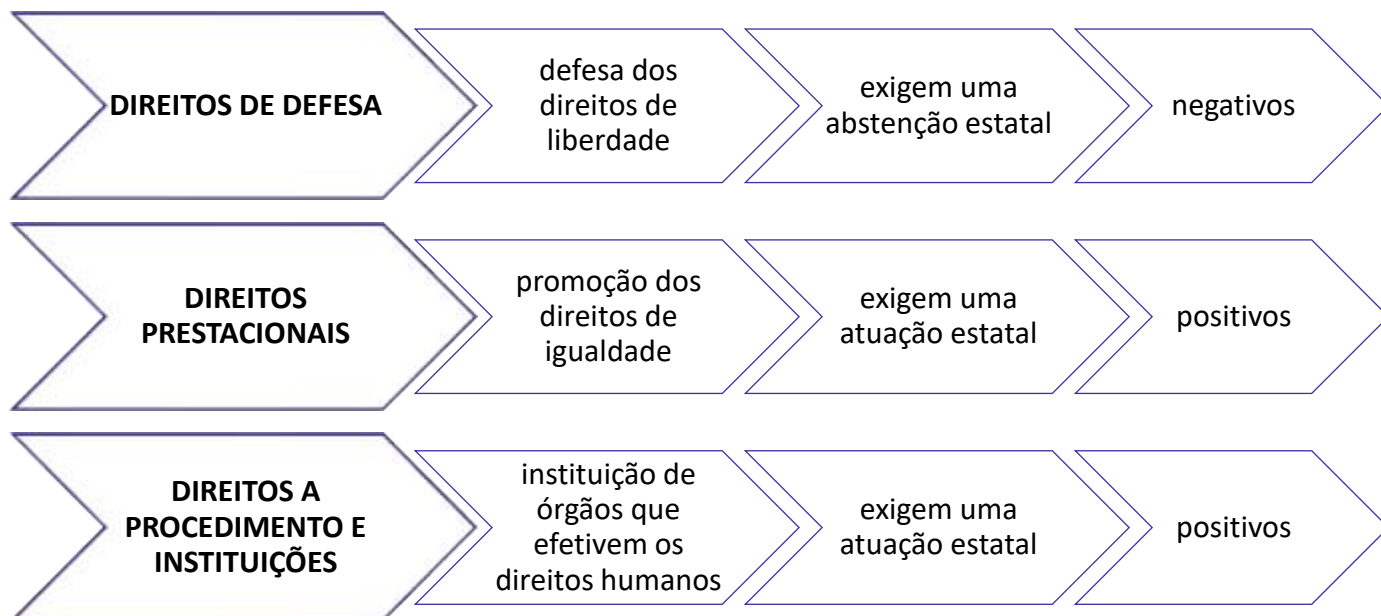 DIREITOS DE DEFESA
defesa dos
direitos de
liberdade
exigem uma
abstenção estatal
negativos
DIREITOS
PRESTACIONAIS
promoção dos
direitos de
igualdade
exigem uma
atuação estatal
positivos
DIREITOS A
PROCEDIMENTO E
INSTITUIÇÕES
instituição de
órgãos que
efetivem os
direitos humanos
exigem uma
atuação estatal
positivos